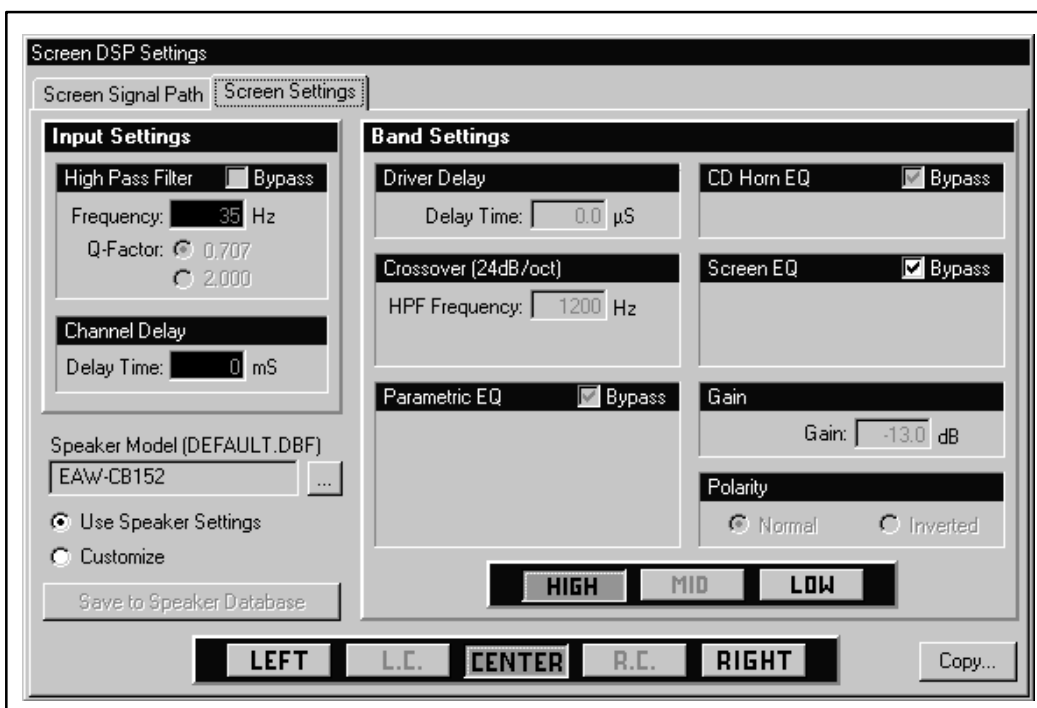 Screen DSP Settings
Screen Signal Path Screen Settings
Input Settings
High Pass Filter Bypass
Frequency: 35 Hz
Q-Factor: 0.707
2.000
Channel Delay
Delay Time: 0 mS
Speaker Model (DEFAULT.DBF)
EAW-CB152 ...
Use Speaker Settings
Customize
Save to Speaker Database
Band Settings
Driver Delay
Delay Time: 0.0 µS
Crossover (24dB/oct)
HPF Frequency: 1200 Hz
Parametric EQ Bypass
CD Horn EQ Bypass
Screen EQ Bypass
Gain
Gain: -13.0 dB
Polarity
Normal Inverted
HIGH MID LOW
LEFT L.C. CENTER R.C. RIGHT
Copy...